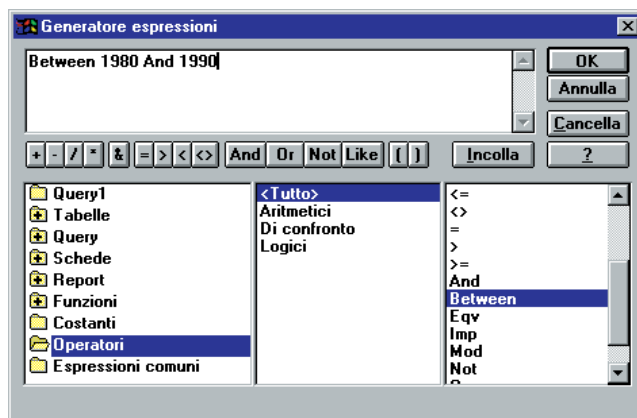 Generatore espressioni
Between 1980 And 1990
OK
Annulla
Cancella
+ - / * & = > < <> And Or Not Like ( ) Incolla ?
Query1
Tabelle
Query
Schede
Report
Funzioni
Costanti
Operatori
Espressioni comuni
<Tutto>
Aritmetici
Di confronto
Logici
<=
<>
=
>
>=
And
Between
Eqv
Imp
Mod
Not